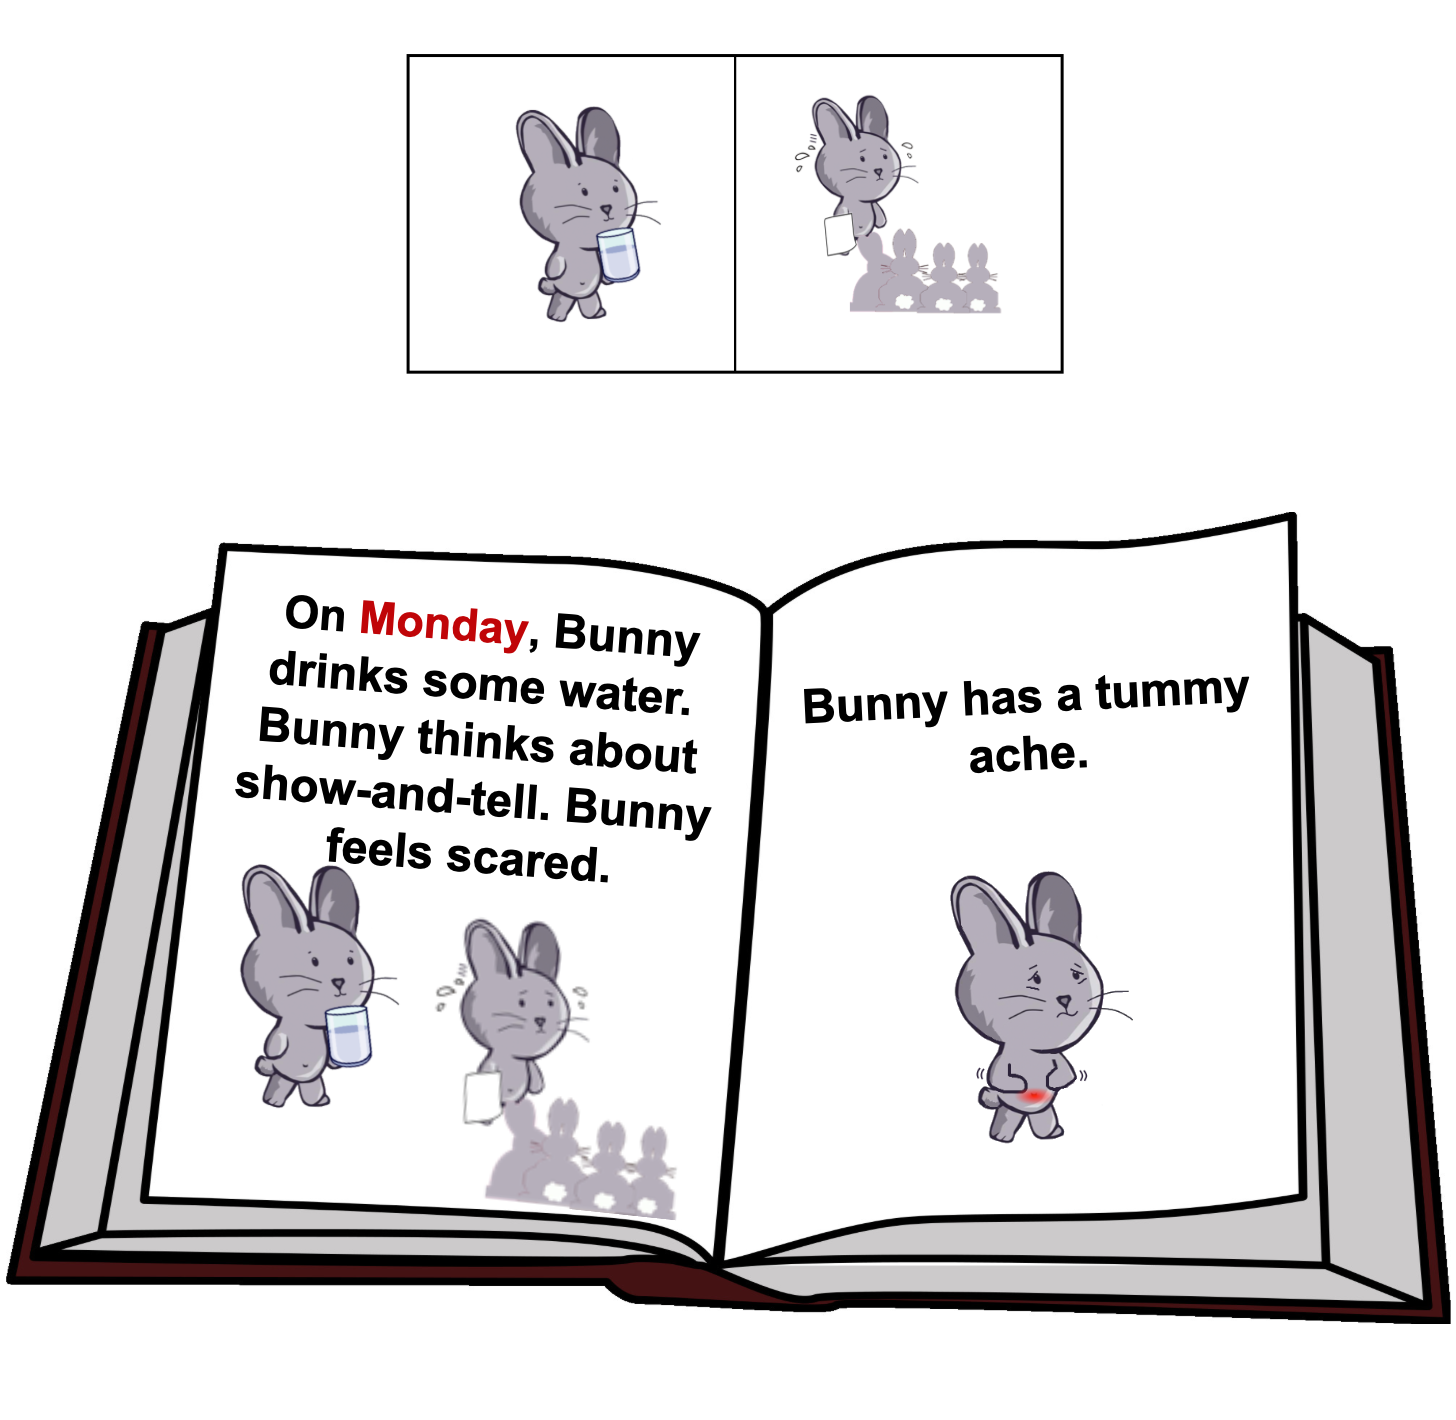 On Monday, Bunny
drinks some water.
Bunny thinks about
show-and-tell. Bunny
feels scared.
Bunny has a tummy
ache.